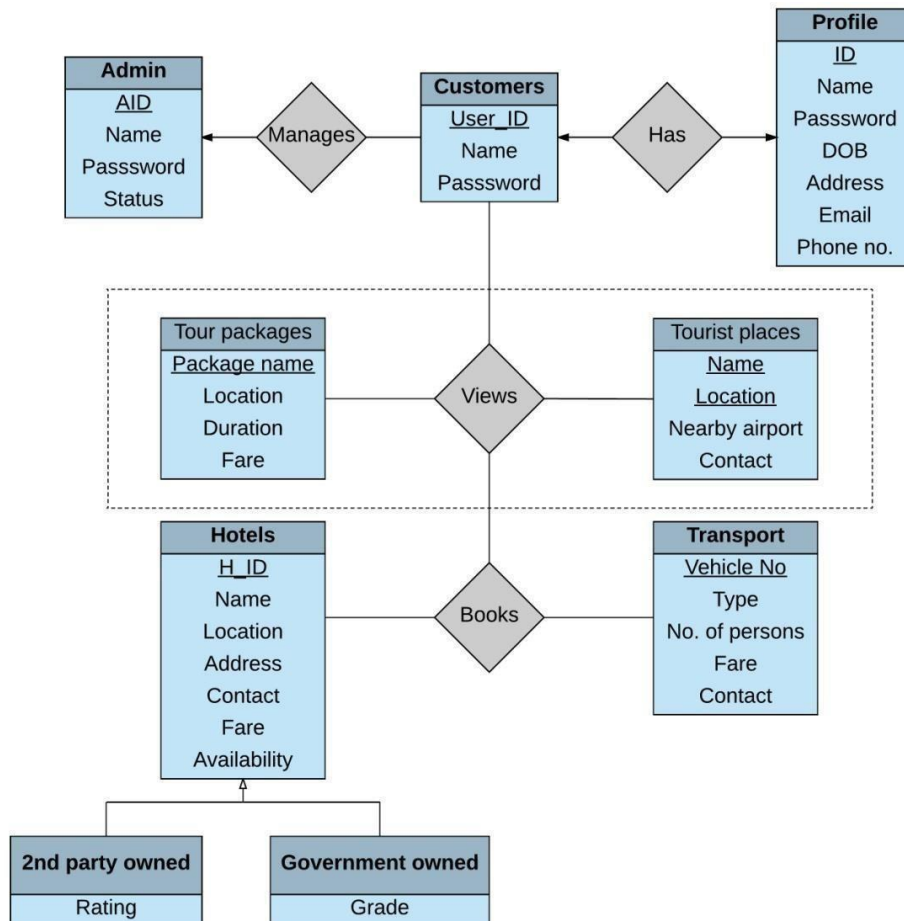 Admin
AID
Name
Passsword
Status
Manages
Customers
User_ID
Name
Passsword
Has
Profile
ID
Name
Passsword
DOB
Address
Email
Phone no.
Tour packages
Package name
Location
Duration
Fare
Views
Tourist places
Name
Location
Nearby airport
Contact
Hotels
H_ID
Name
Location
Address
Contact
Fare
Availability
Books
Transport
Vehicle No
Type
No. of persons
Fare
Contact
2nd party owned
Rating
Government owned
Grade